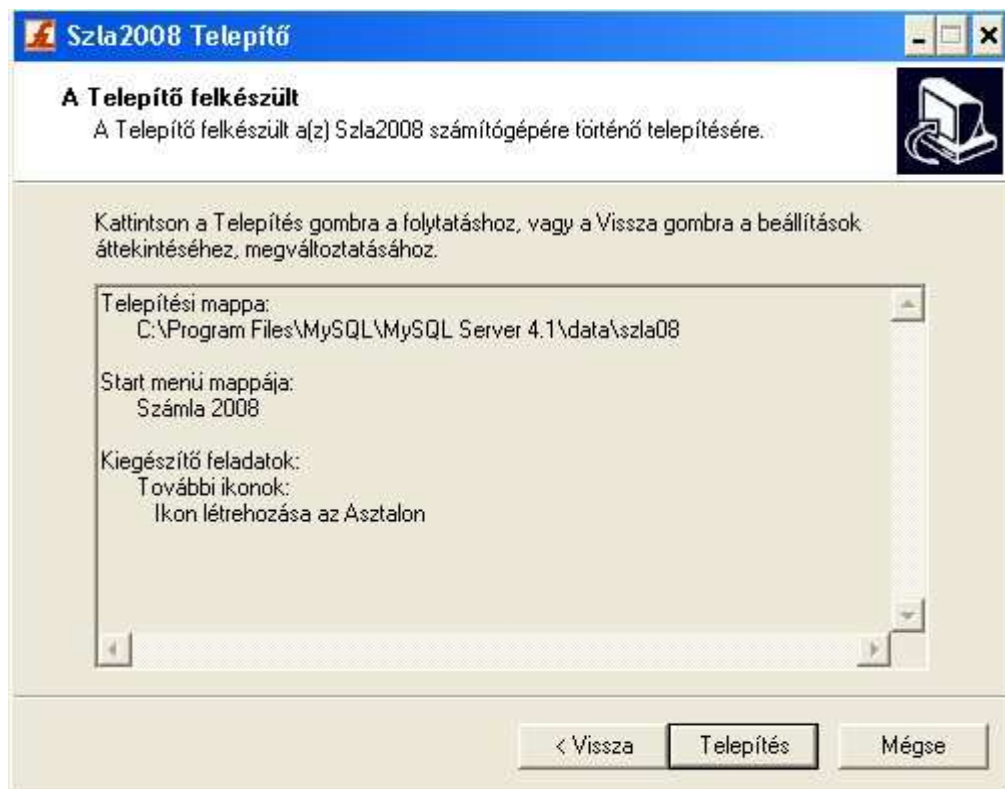 Szla2008 Telepítő
A Telepítő felkészült
A Telepítő felkészült a(z) Szla2008 számítógépére történő telepítésére.
Kattintson a Telepítés gombra a folytatáshoz, vagy a Vissza gombra a beállítások
áttekintéséhez, megváltoztatásához.
Telepítési mappa:
C:\Program Files\MySQL\MySQL Server 4.1\data\szla08
Start menü mappája:
Számla 2008
Kiegészítő feladatok:
További ikonok:
Ikon létrehozása az Asztalon
< Vissza
Telepítés
Mégse